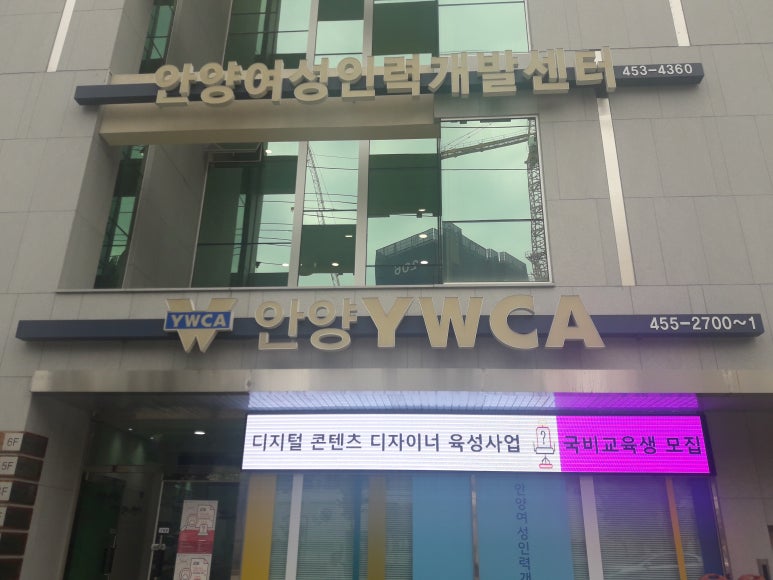 안양여성인력개발센터 453-4360
YWCA 안양YWCA 455-2700~1
디지털 콘텐츠 디자이너 육성사업 ? 국비교육생 모집
안양여성인력개
6F
5F